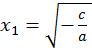 x₁ = √(−c/a)